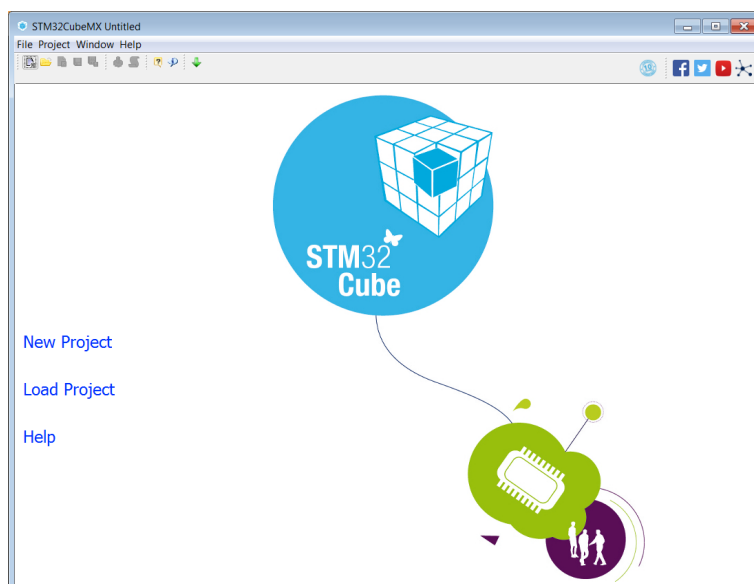 STM32CubeMX Untitled
File Project Window Help
STM32
Cube
New Project
Load Project
Help